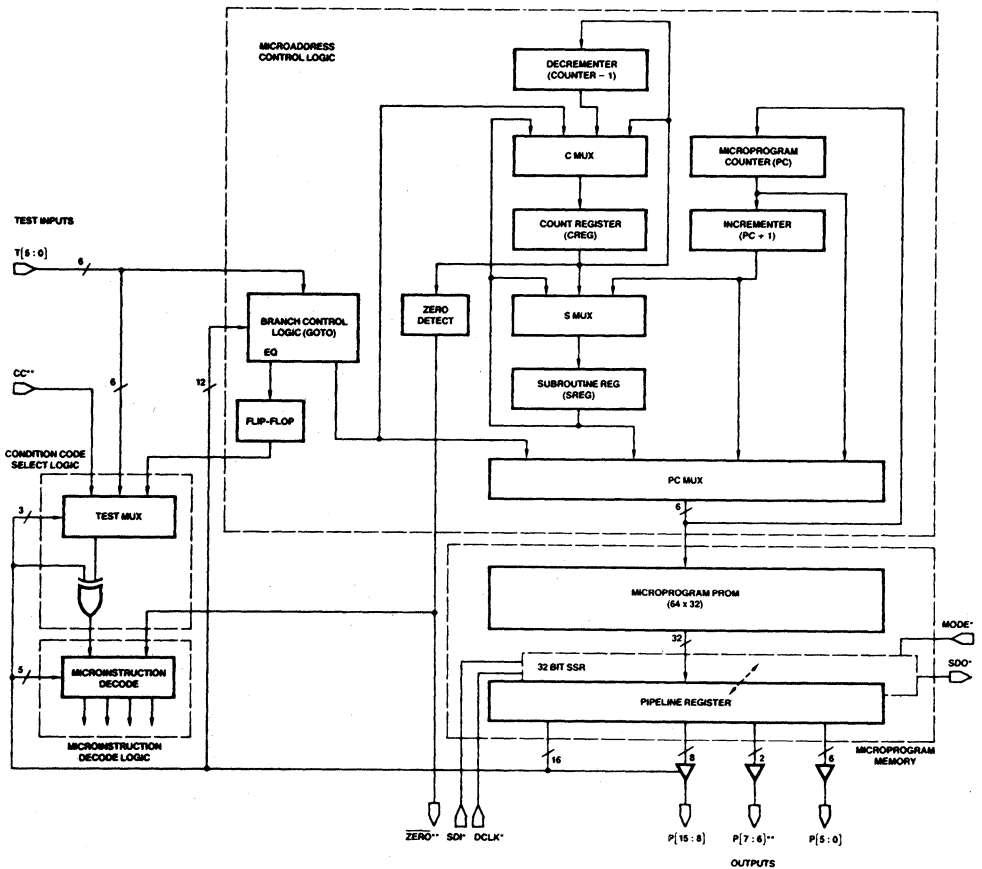 MICROADDRESS
CONTROL LOGIC
DECREMENTER
(COUNTER – 1)
C MUX
MICROPROGRAM
COUNTER (PC)
COUNT REGISTER
(CREG)
INCREMENTER
(PC + 1)
TEST INPUTS
T[5 : 0]
6
BRANCH CONTROL
LOGIC (GOTO)
EQ
ZERO
DETECT
S MUX
CC**
6
12
SUBROUTINE REG
(SREG)
FLIP-FLOP
CONDITION CODE
SELECT LOGIC
PC MUX
3
TEST MUX
6
MICROPROGRAM PROM
(64 x 32)
32
MODE*
32 BIT SSR
SDO*
5
MICROINSTRUCTION
DECODE
PIPELINE REGISTER
MICROINSTRUCTION
DECODE LOGIC
MICROPROGRAM
MEMORY
16
8
2
6
ZERO**
SDI*
DCLK*
P[15 : 8]
P[7 : 6]**
P[5 : 0]
OUTPUTS